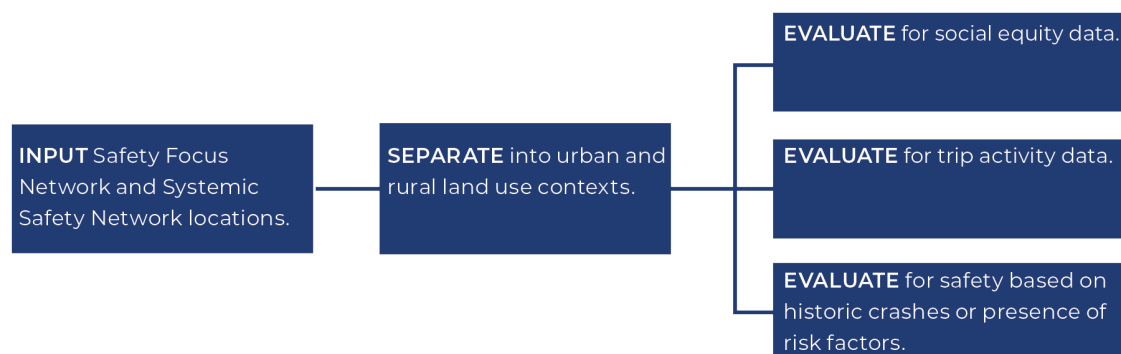 INPUT Safety Focus
Network and Systemic
Safety Network locations.
SEPARATE into urban and
rural land use contexts.
EVALUATE for social equity data.
EVALUATE for trip activity data.
EVALUATE for safety based on
historic crashes or presence of
risk factors.